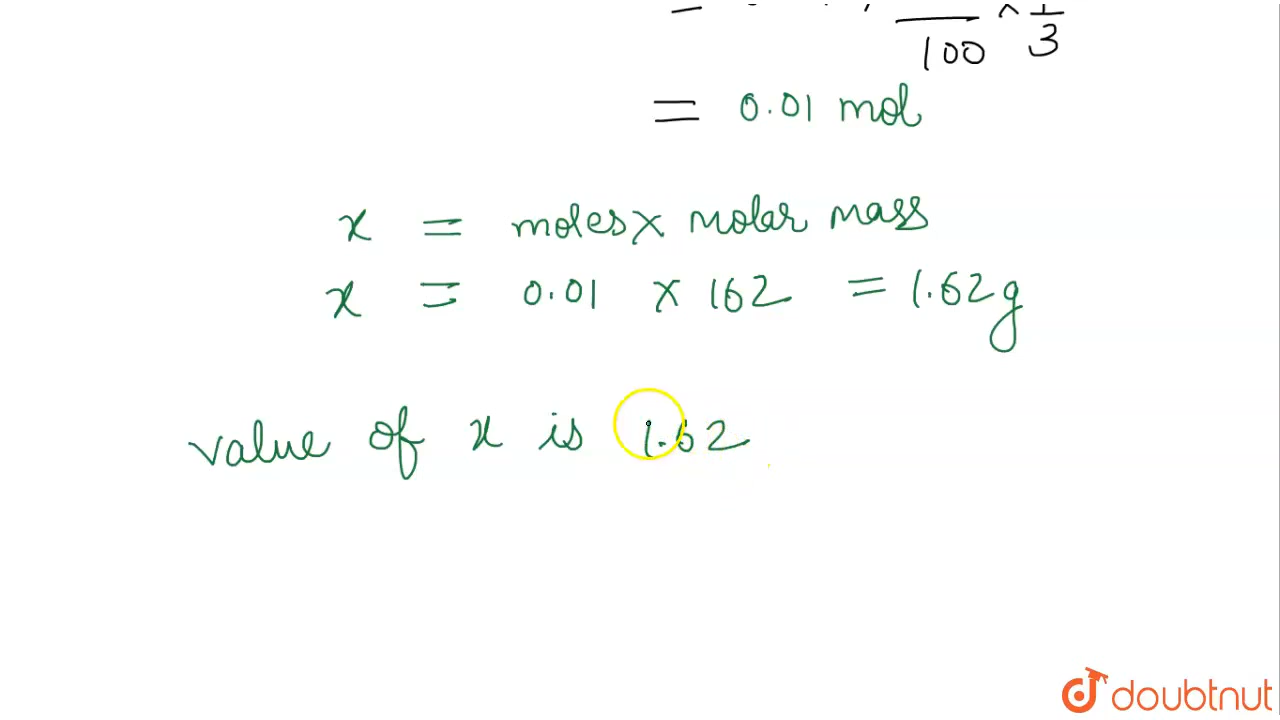 100 3
= 0.01 mol
x = moles x molar mass
x = 0.01 x 162 = 1.62g
value of x is 1.62
doubtnut